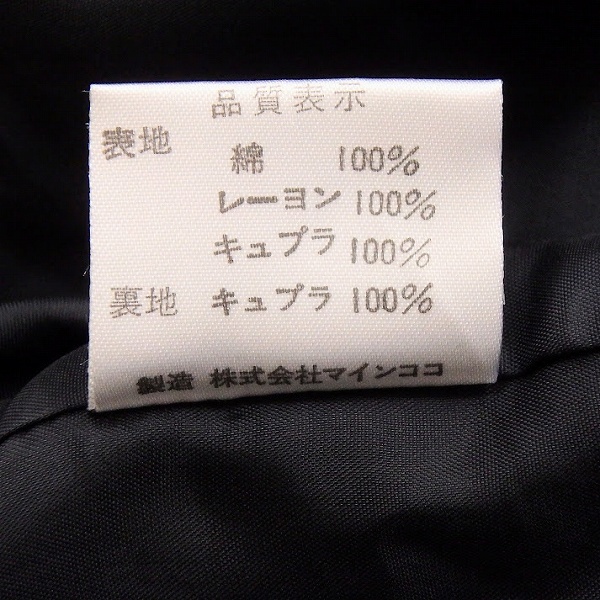 品質表示
表地 綿 100%
レーヨン 100%
キュプラ 100%
裏地 キュプラ 100%
製造 株式会社マインココ